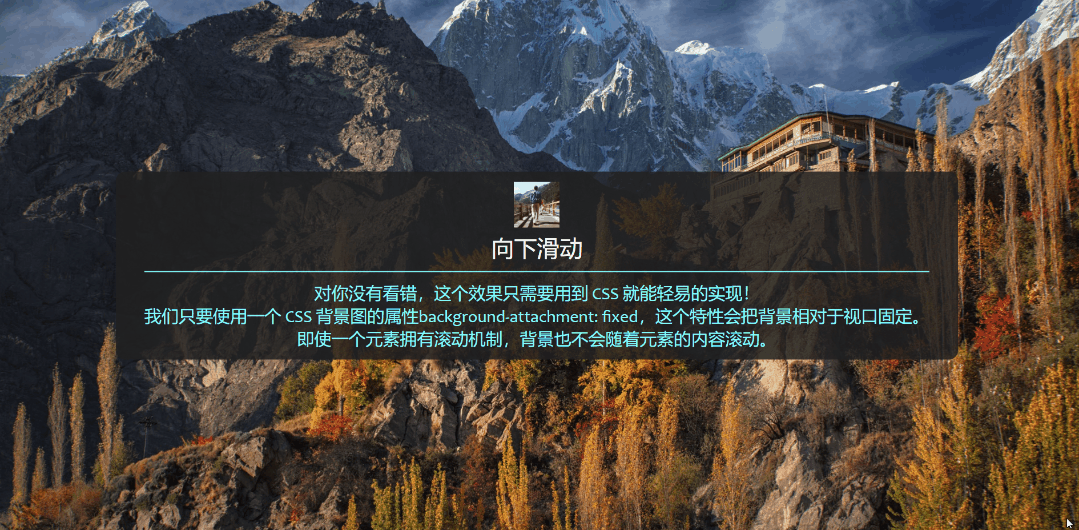 向下滑动
对你没有看错，这个效果只需要用到 CSS 就能轻易的实现！
我们只要使用一个 CSS 背景图的属性background-attachment: fixed，这个特性会把背景相对于视口固定。
即使一个元素拥有滚动机制，背景也不会随着元素的内容滚动。